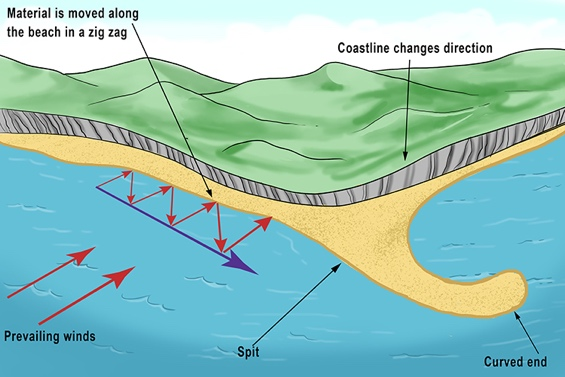 Material is moved along
the beach in a zig zag
Coastline changes direction
Prevailing winds
Spit
Curved end